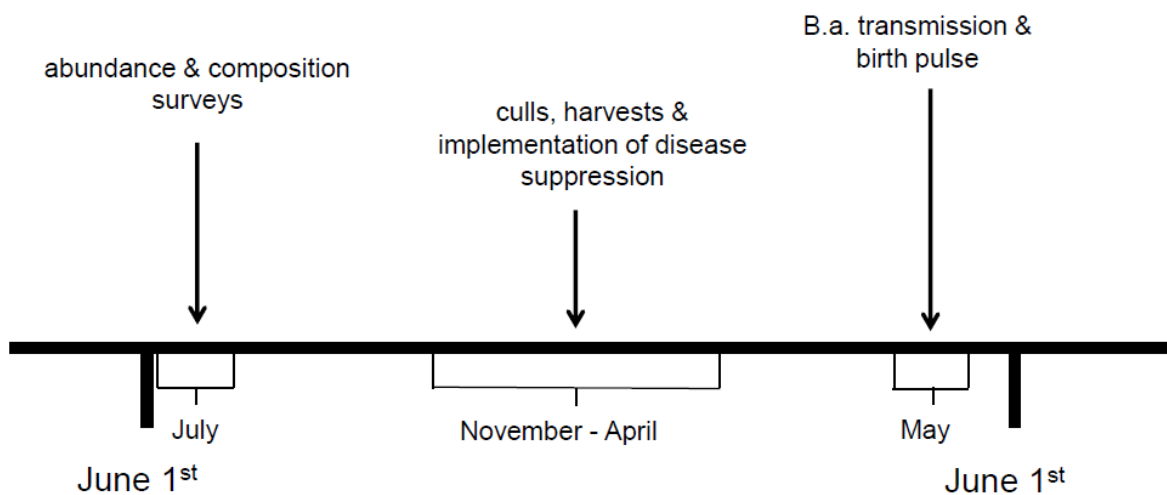 abundance & composition
surveys
culls, harvests &
implementation of disease
suppression
B.a. transmission &
birth pulse
July
November - April
May
June 1st
June 1st